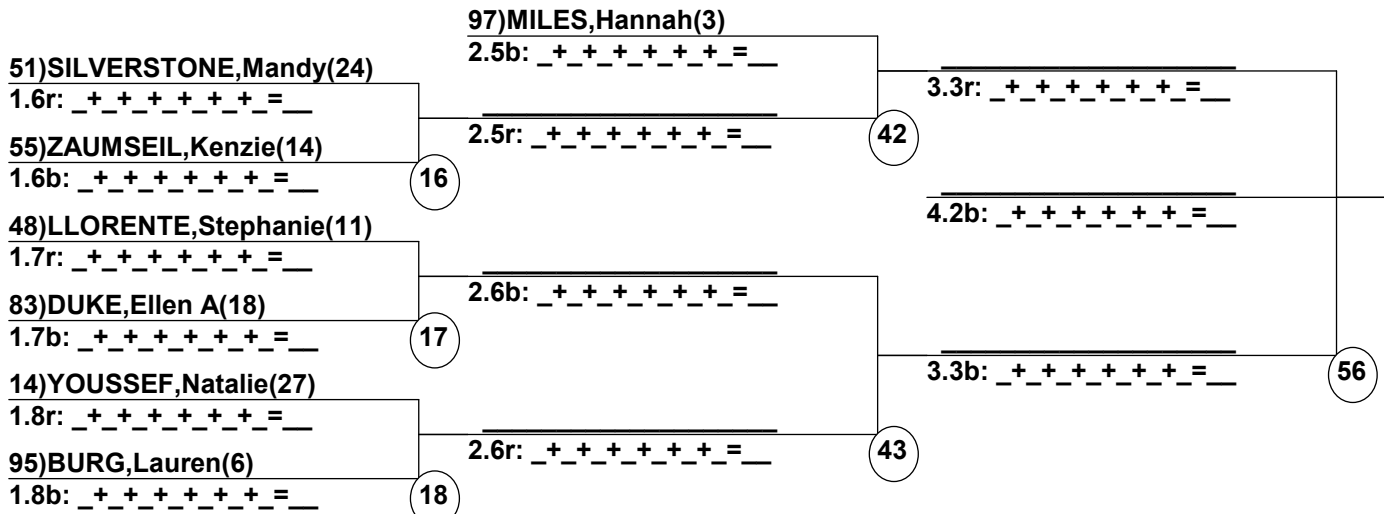 97)MILES,Hannah(3)
2.5b: _+_+_+_+_+_=__
51)SILVERSTONE,Mandy(24)
1.6r: _+_+_+_+_+_=__
3.3r: _+_+_+_+_+_=__
2.5r: _+_+_+_+_+_=__
42
55)ZAUMSEIL,Kenzie(14)
1.6b: _+_+_+_+_+_=__
16
4.2b: _+_+_+_+_+_=__
48)LLORENTE,Stephanie(11)
1.7r: _+_+_+_+_+_=__
2.6b: _+_+_+_+_+_=__
83)DUKE,Ellen A(18)
1.7b: _+_+_+_+_+_=__
17
3.3b: _+_+_+_+_+_=__
56
14)YOUSSEF,Natalie(27)
1.8r: _+_+_+_+_+_=__
2.6r: _+_+_+_+_+_=__
43
95)BURG,Lauren(6)
1.8b: _+_+_+_+_+_=__
18